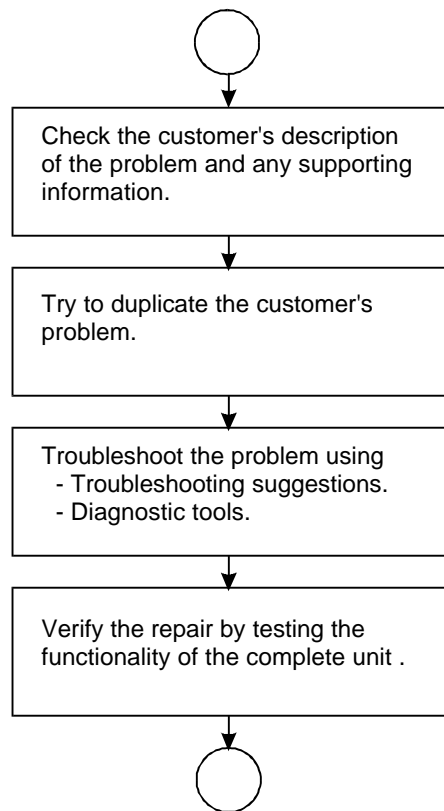 Check the customer's description
of the problem and any supporting
information.
Try to duplicate the customer's
problem.
Troubleshoot the problem using
- Troubleshooting suggestions.
- Diagnostic tools.
Verify the repair by testing the
functionality of the complete unit .